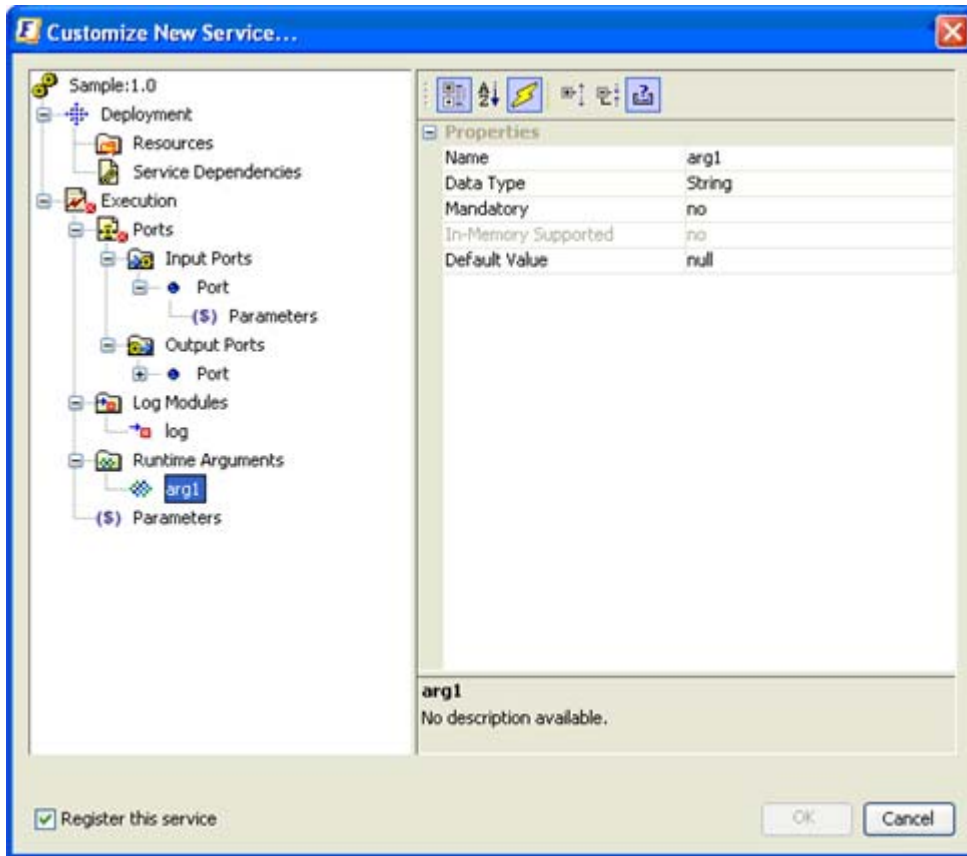 Customize New Service...
Sample:1.0
Deployment
Resources
Service Dependencies
Execution
Ports
Input Ports
Port
($) Parameters
Output Ports
Port
Log Modules
log
Runtime Arguments
arg1
($) Parameters
Properties
Name arg1
Data Type String
Mandatory no
In-Memory Supported no
Default Value null
arg1
No description available.
Register this service
OK
Cancel